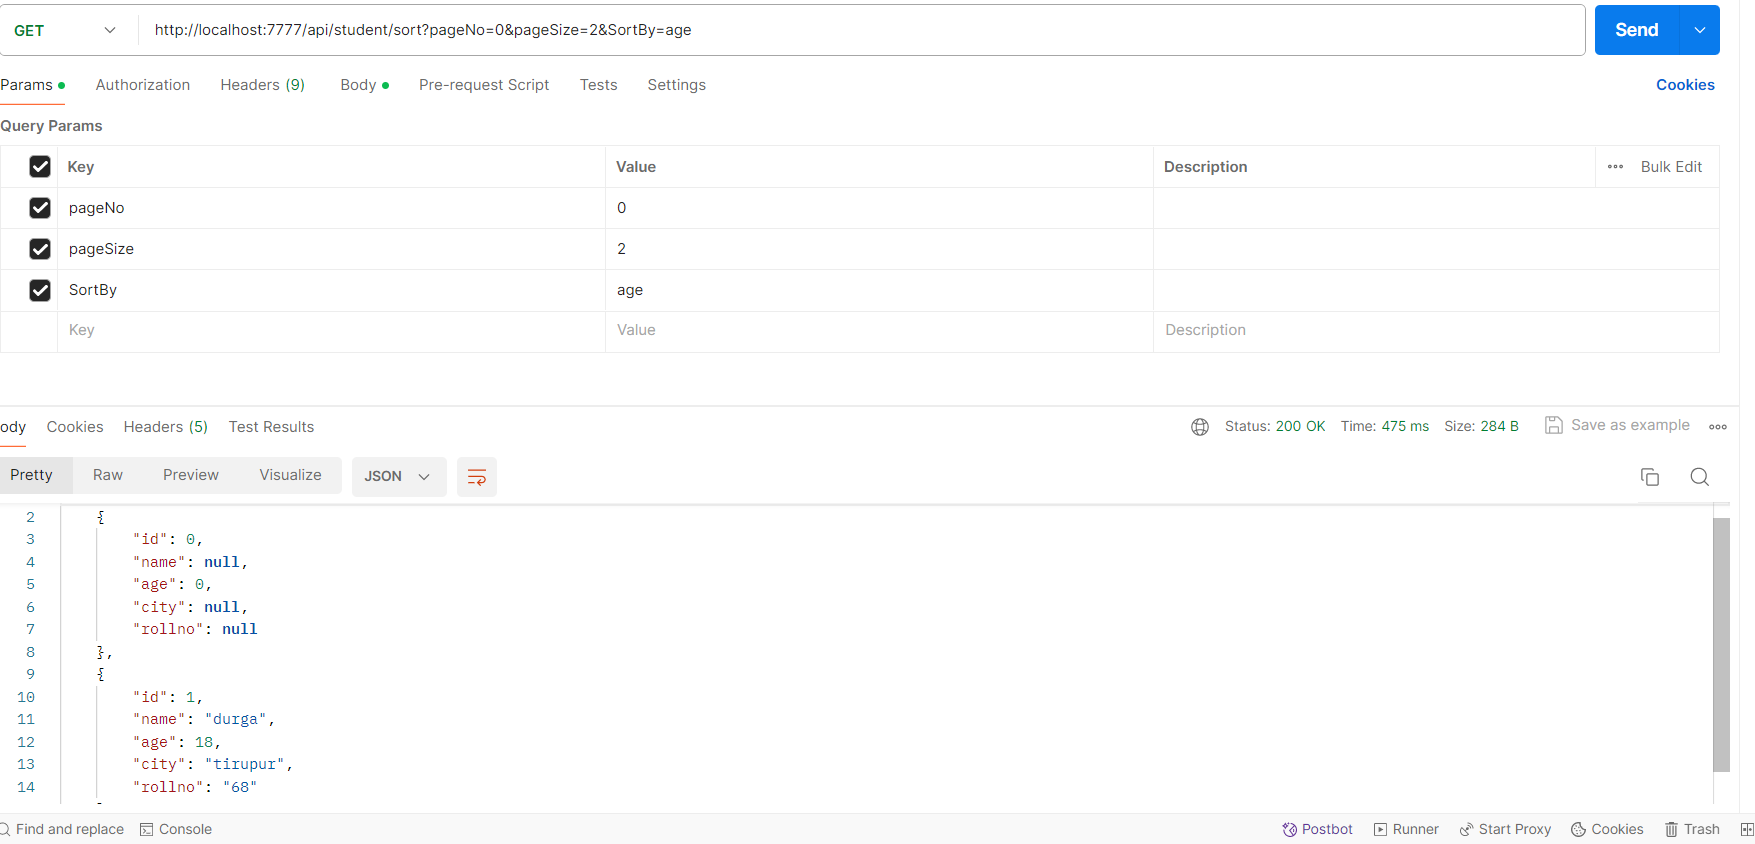 GET http://localhost:7777/api/student/sort?pageNo=0&pageSize=2&SortBy=age Send
Params Authorization Headers (9) Body Pre-request Script Tests Settings Cookies
Query Params
Key Value Description Bulk Edit
pageNo 0
pageSize 2
SortBy age
Key Value Description
ody Cookies Headers (5) Test Results Status: 200 OK Time: 475 ms Size: 284 B Save as example
Pretty Raw Preview Visualize JSON
2 {
3 "id": 0,
4 "name": null,
5 "age": 0,
6 "city": null,
7 "rollno": null
8 },
9 {
10 "id": 1,
11 "name": "durga",
12 "age": 18,
13 "city": "tirupur",
14 "rollno": "68"
Find and replace Console Postbot Runner Start Proxy Cookies Trash